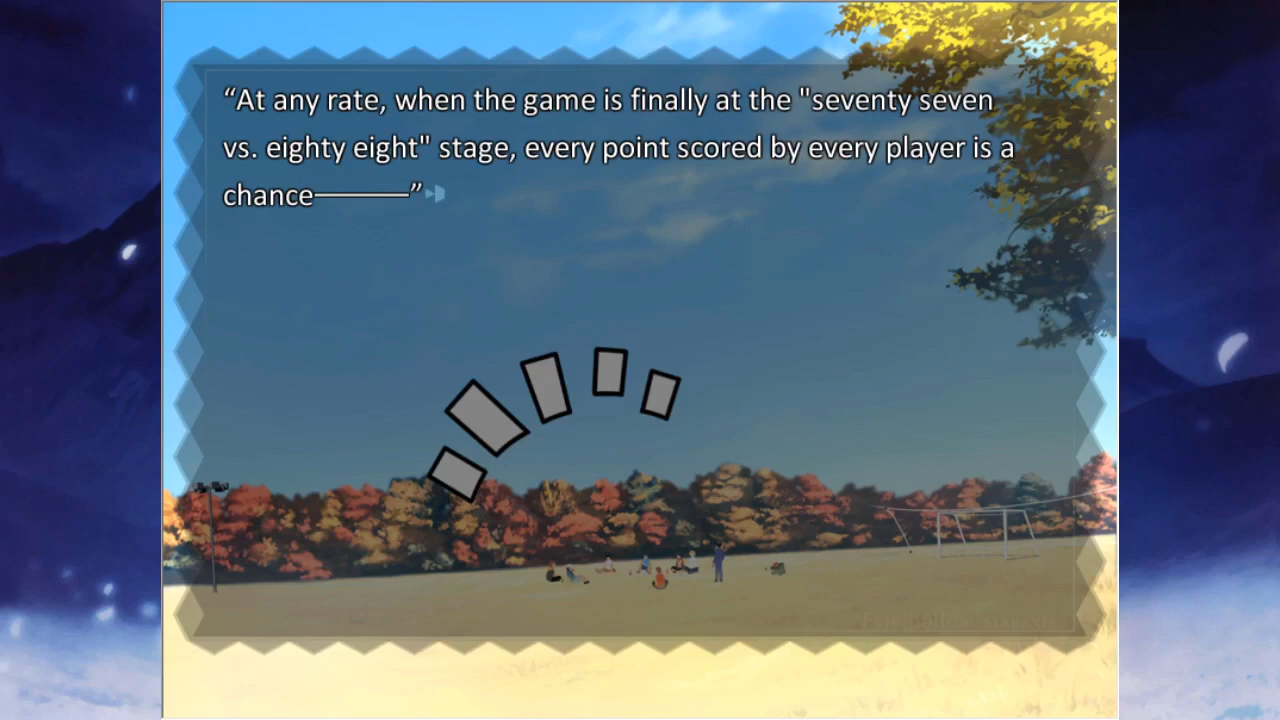 “At any rate, when the game is finally at the "seventy seven
vs. eighty eight" stage, every point scored by every player is a
chance————”